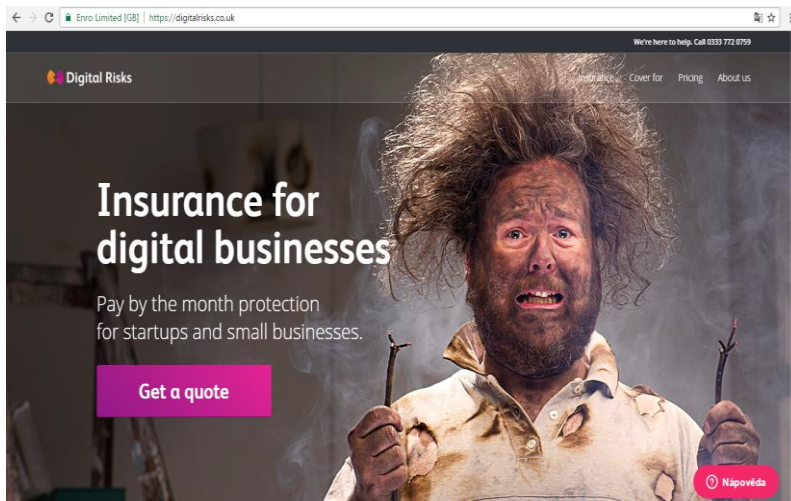 Enro Limited [GB] | https://digitalrisks.co.uk
We're here to help. Call 0333 772 0759
Digital Risks
Insurance Cover for Pricing About us
Insurance for
digital businesses
Pay by the month protection
for startups and small businesses.
Get a quote
Nápověda